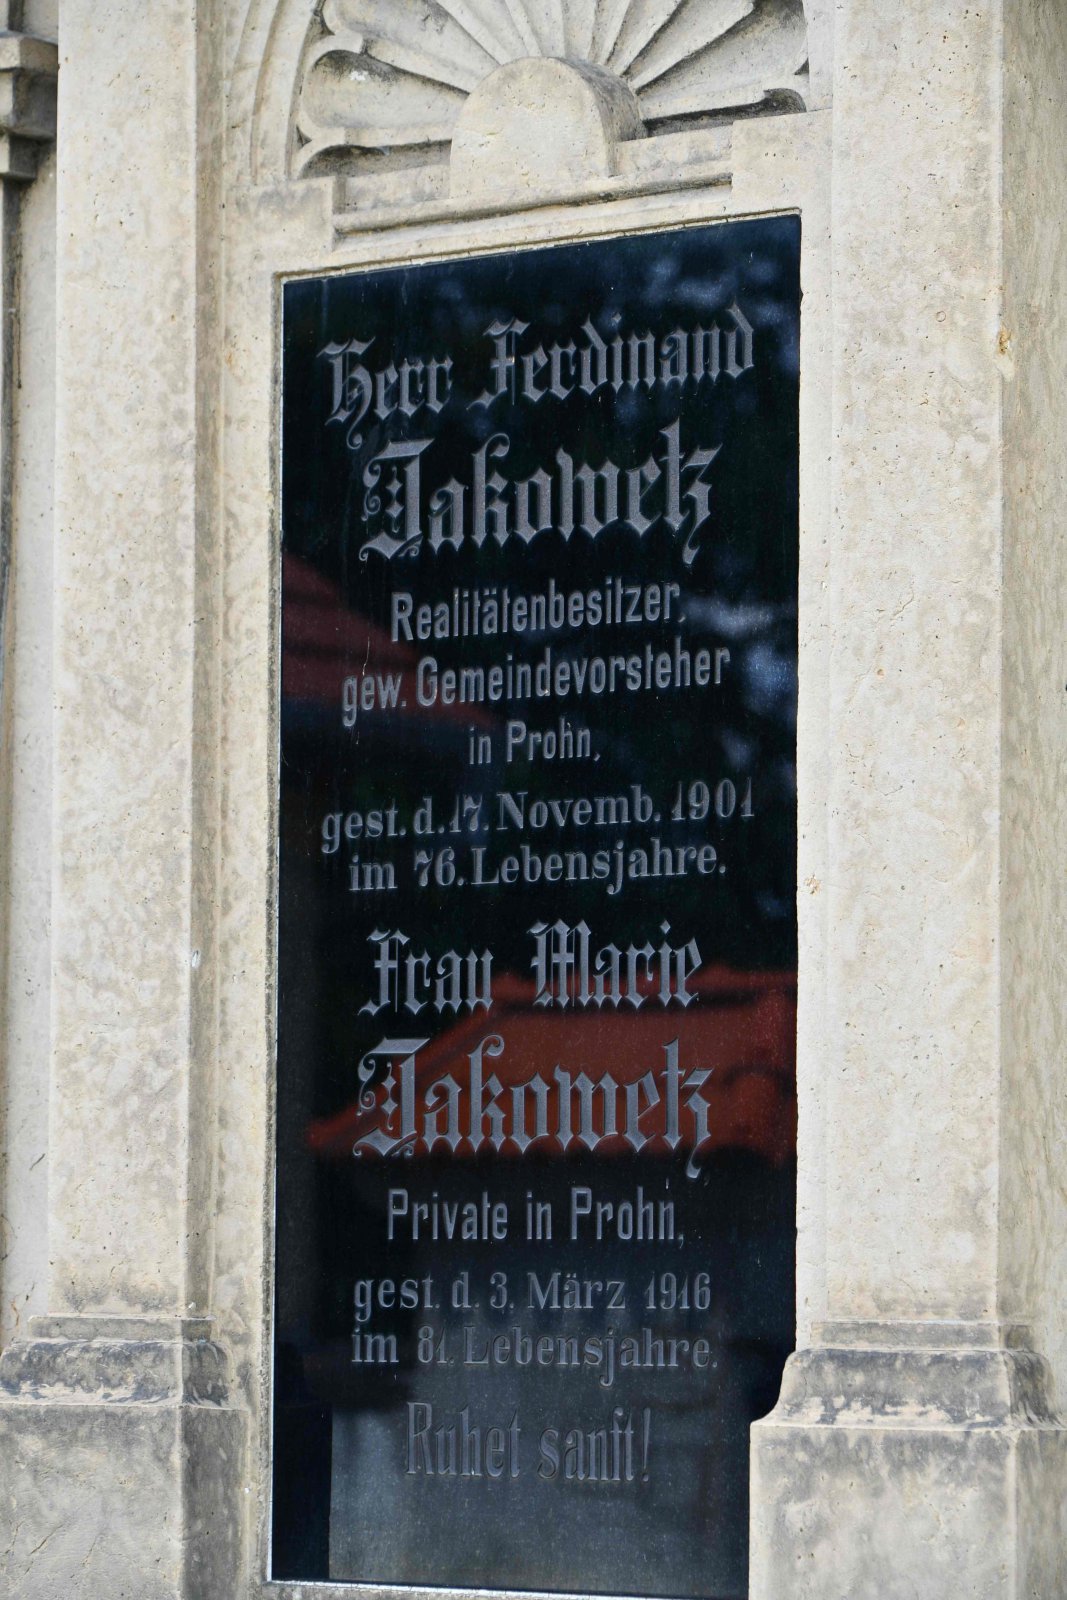 Herr Ferdinand
Jakowetz
Realitätenbesitzer,
gew. Gemeindevorsteher
in Prohn,
gest. d. 17. Novemb. 1901
im 76. Lebensjahre.
Frau Marie
Jakowetz
Private in Prohn,
gest. d. 3. März 1916
im 81. Lebensjahre.
Ruhet sanft!